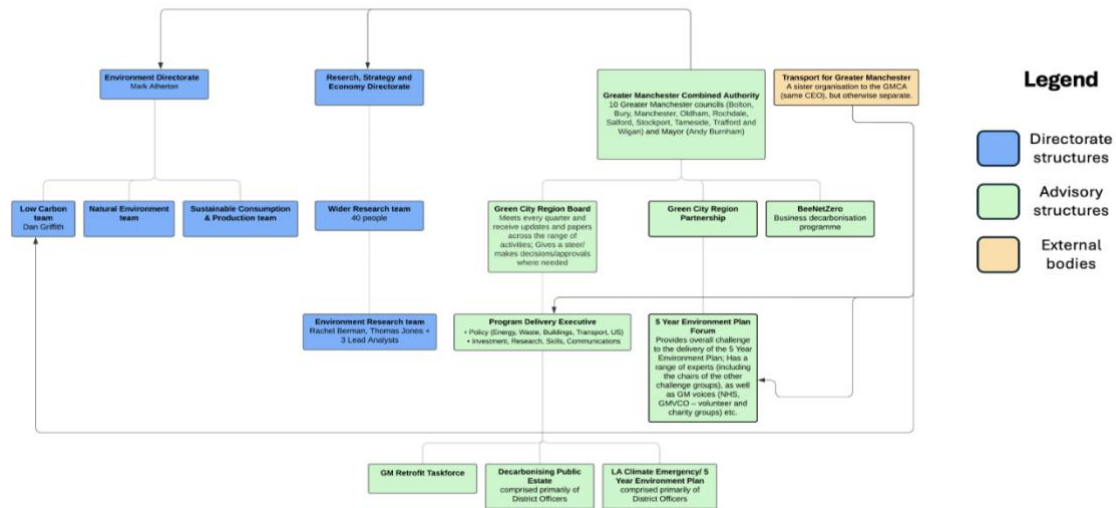 Environment Directorate
Mark Atherton
Reserch, Strategy and
Economy Directorate
Greater Manchester Combined Authority
10 Greater Manchester councils (Bolton,
Bury, Manchester, Oldham, Rochdale,
Salford, Stockport, Tameside, Trafford and
Wigan) and Mayor (Andy Burnham)
Transport for Greater Manchester
A sister organisation to the GMCA
(same CEO), but otherwise separate.
Legend
Directorate
structures
Advisory
structures
External
bodies
Low Carbon
team
Dan Griffith
Natural Environment
team
Sustainable Consumption
& Production team
Wider Research team
40 people
Green City Region Board
Meets every quarter and
receive updates and papers
across the range of
activities; Gives a steer/
makes decisions/approvals
where needed
Green City Region
Partnership
BeeNetZero
Business decarbonisation
programme
Environment Research team
Rachel Berman, Thomas Jones +
3 Lead Analysts
Program Delivery Executive
• Policy (Energy, Waste, Buildings, Transport, US)
• Investment, Research, Skills, Communications
5 Year Environment Plan
Forum
Provides overall challenge
to the delivery of the 5 Year
Environment Plan; Has a
range of experts (including
the chairs of the other
challenge groups), as well
as GM voices (NHS,
GMVCO – volunteer and
charity groups) etc.
GM Retrofit Taskforce
Decarbonising Public
Estate
comprised primarily of
District Officers
LA Climate Emergency/ 5
Year Environment Plan
comprised primarily of
District Officers